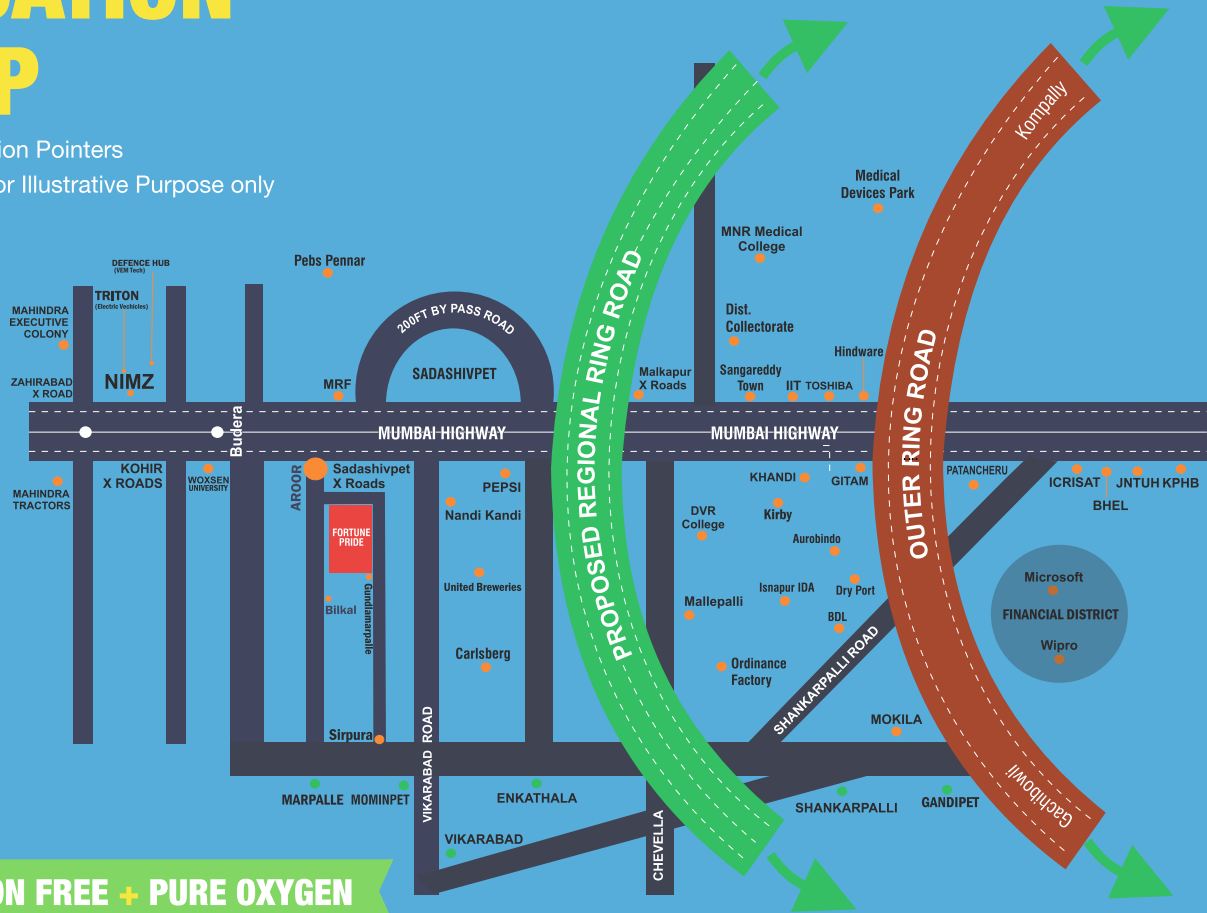 CATION
P
ion Pointers
or Illustrative Purpose only
DEFENCE HUB
(VEM Tech)
TRITON
(Electric Vechicles)
MAHINDRA
EXECUTIVE
COLONY
ZAHIRABAD
X ROAD
NIMZ
Pebs Pennar
MRF
200FT BY PASS ROAD
SADASHIVPET
Malkapur
X Roads
MNR Medical
College
Dist.
Collectorate
Sangareddy
Town
IIT
TOSHIBA
Hindware
Medical
Devices Park
Kompally
PROPOSED REGIONAL RING ROAD
OUTER RING ROAD
Gachibowli
Budera
MUMBAI HIGHWAY
MUMBAI HIGHWAY
MAHINDRA
TRACTORS
KOHIR
X ROADS
WOXSEN
UNIVERSITY
AROOR
Sadashivpet
X Roads
FORTUNE
PRIDE
Bilkal
Gundlamarpalle
Sirpura
PEPSI
Nandi Kandi
United Breweries
Carlsberg
VIKARABAD ROAD
KHANDI
GITAM
Kirby
DVR
College
Aurobindo
Isnapur IDA
Dry Port
Mallepalli
BDL
Ordinance
Factory
SHANKARPALLI ROAD
PATANCHERU
ICRISAT
BHEL
JNTUH
KPHB
Microsoft
FINANCIAL DISTRICT
Wipro
MOKILA
MARPALLE
MOMINPET
ENKATHALA
VIKARABAD
CHEVELLA
SHANKARPALLI
GANDIPET
ON FREE + PURE OXYGEN